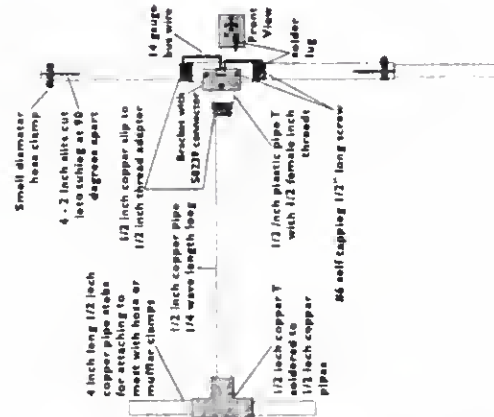 Small diameter
hose clamp
4 - 2 inch slits cut
into tubing at 90
degrees apart
14 gauge
bus wire
Front
View
solder
lug
1/2 inch copper slip to
1/2 inch thread adaptor
Bracket with
SO239 connector
1/2 inch plastic pipe T
with 1/2 female inch
threads
#6 self tapping 1/2" long screw
1/2 inch copper pipe
1/4 wave length long
4 inch long 1/2 inch
copper pipe stubs
for attaching to
mast with hose or
muffler clamps
1/2 inch copper T
soldered to
1/2 inch copper
pipes